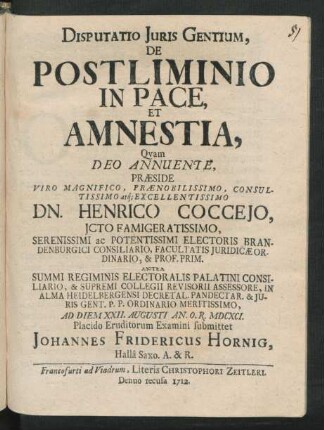 DISPUTATIO JURIS GENTIUM,
DE
POSTLIMINIO
IN PACE,
ET
AMNESTIA,
Qvam
DEO ANNUENTE,
PRÆSIDE
VIRO MAGNIFICO, PRÆNOBILISSIMO, CONSUL-
TISSIMO atq; EXCELLENTISSIMO
DN. HENRICO COCCEJO,
JCTO FAMIGERATISSIMO,
SERENISSIMI ac POTENTISSIMI ELECTORIS BRAN-
DENBURGICI CONSILIARIO, FACULTATIS JURIDICÆ OR-
DINARIO, & PROF. PRIM.
ANTEA
SUMMI REGIMINIS ELECTORALIS PALATINI CONSI-
LIARIO, & SUPREMI COLLEGII REVISORII ASSESSORE, IN
ALMA HEIDELBERGENSI DECRETAL. PANDECTAR. & JU-
RIS GENT. P. P. ORDINARIO MERITISSIMO,
AD DIEM XXII. AUGUSTI AN. O. R. MDCXCI.
Placido Eruditorum Examini submittet
JOHANNES FRIDERICUS HORNIG,
Hallâ Saxo. A. & R.
Francofurti ad Viadrum, Literis CHRISTOPHORI ZEITLERI.
Denuo recusa 1712.